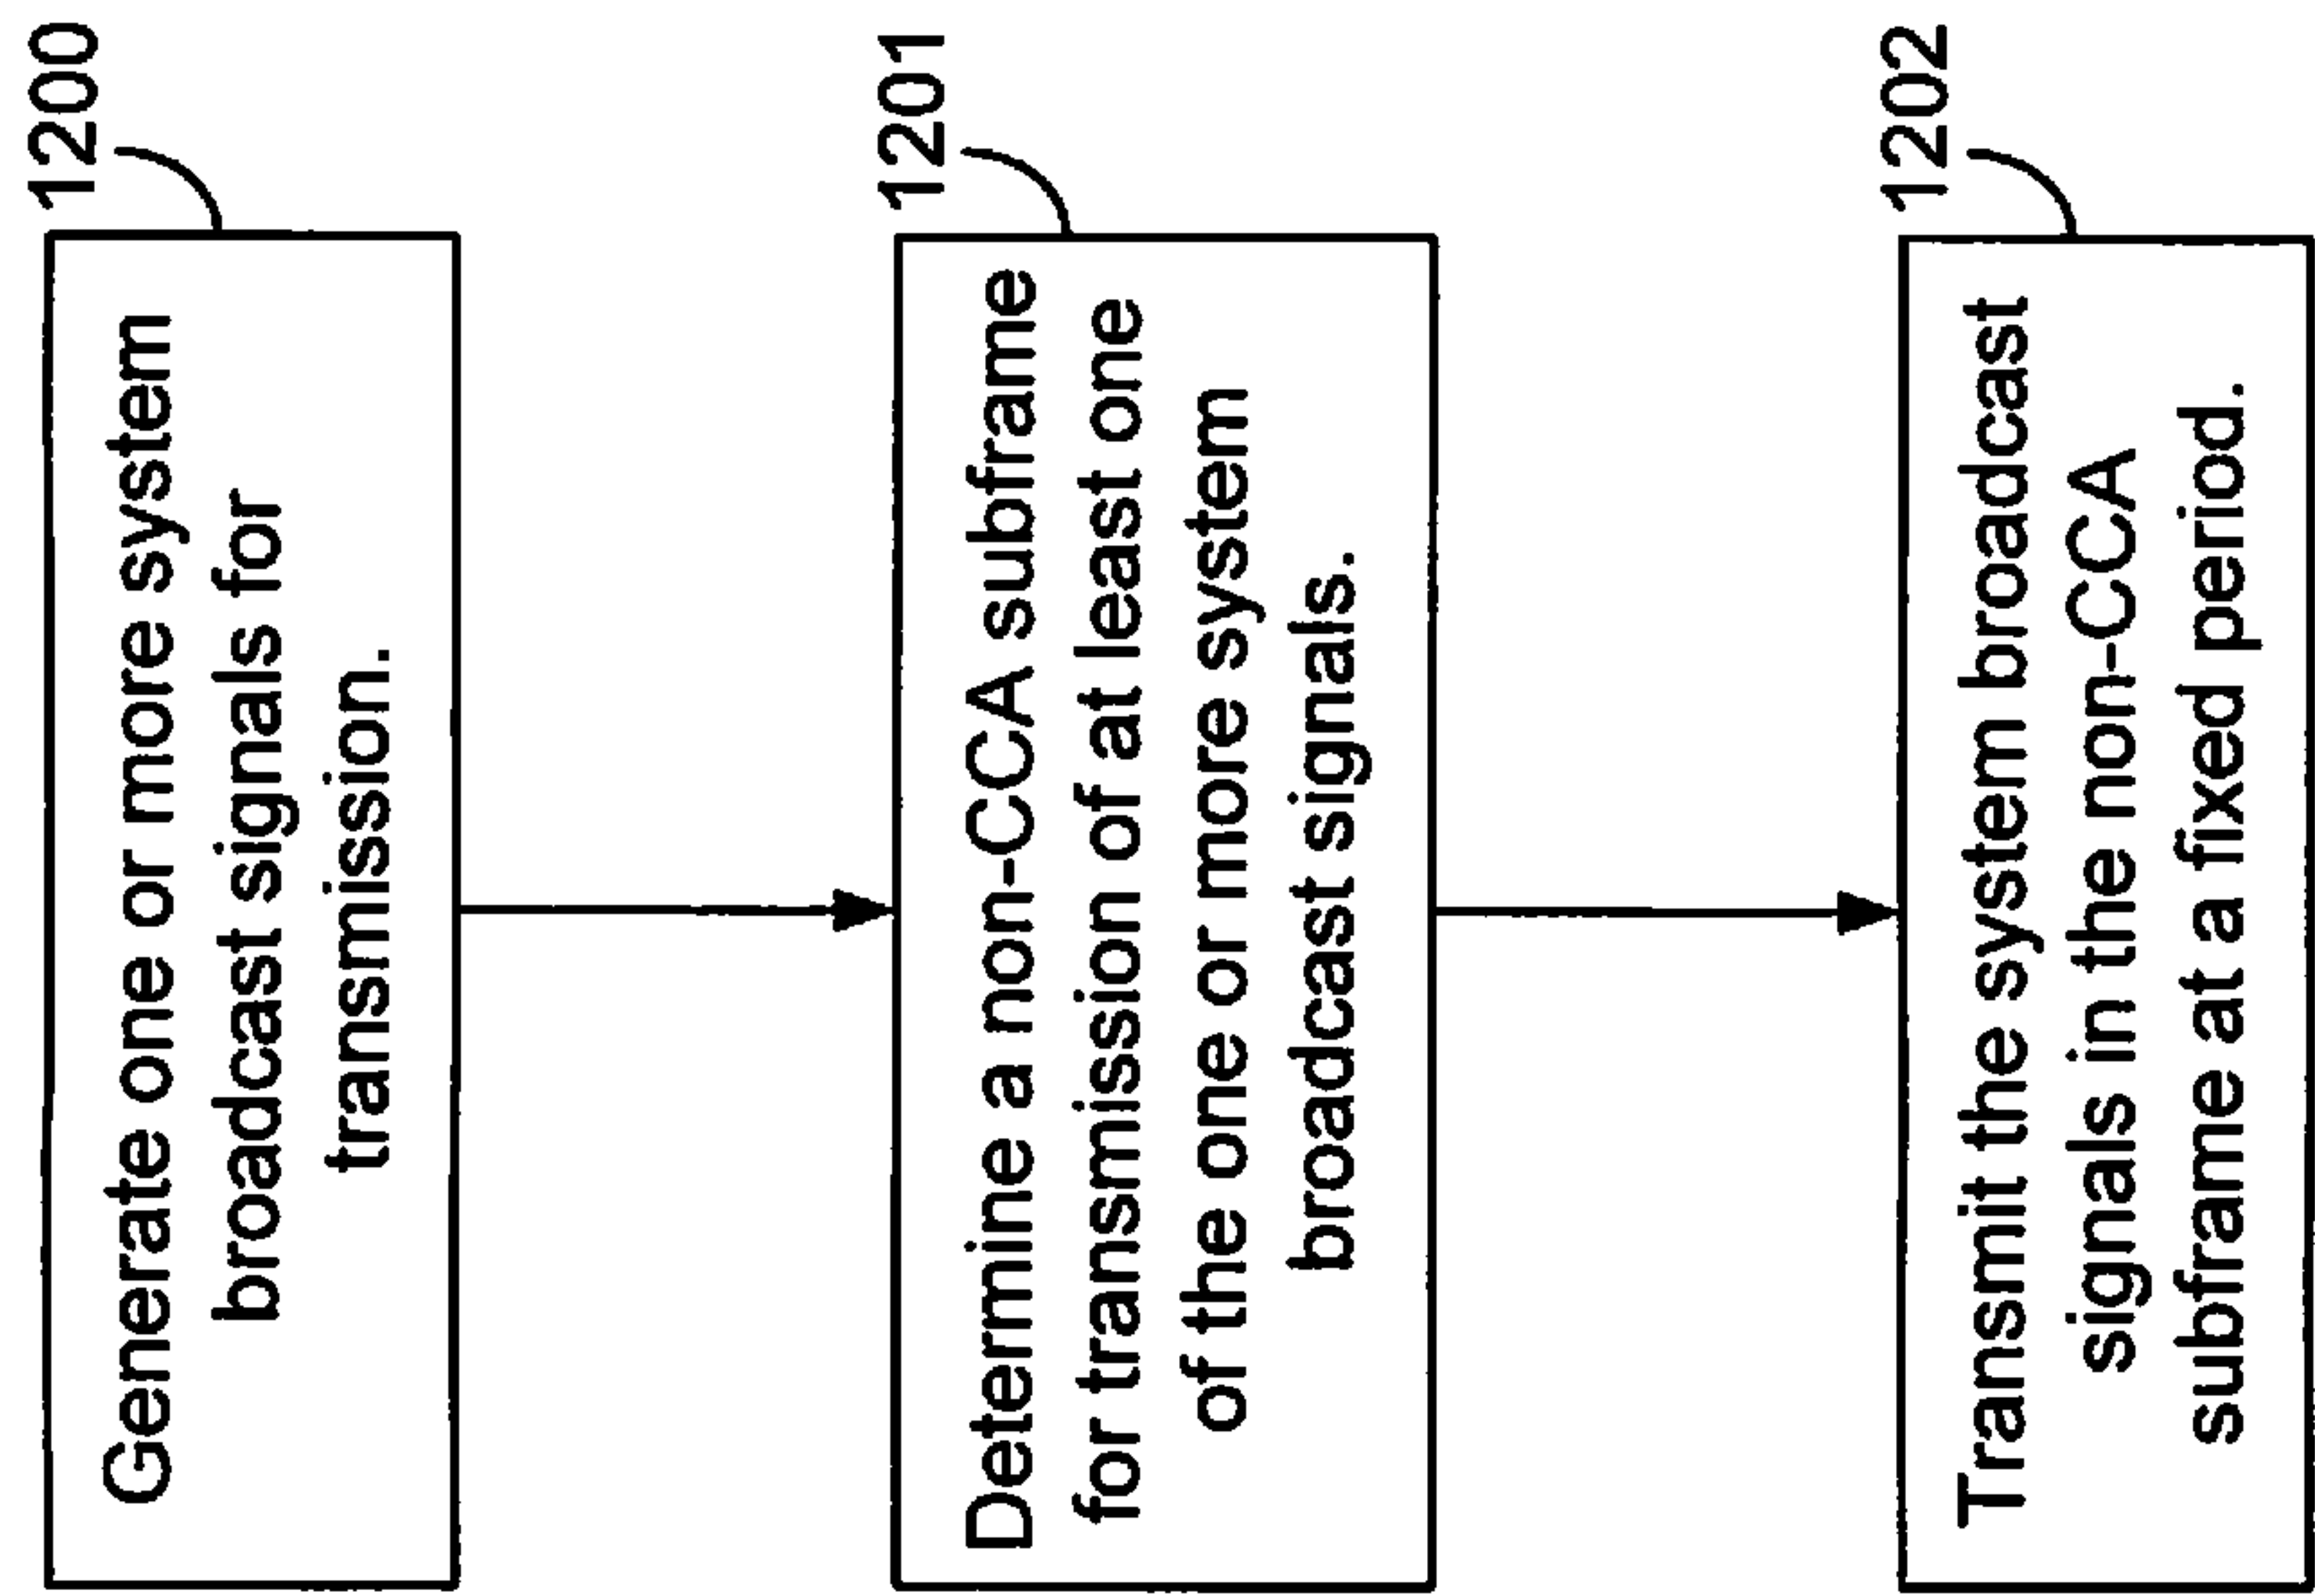 1200
Generate one or more system
broadcast signals for
transmission.
1201
Determine a non-CCA subframe
for transmission of at least one
of the one or more system
broadcast signals.
1202
Transmit the system broadcast
signals in the non-CCA
subframe at a fixed period.